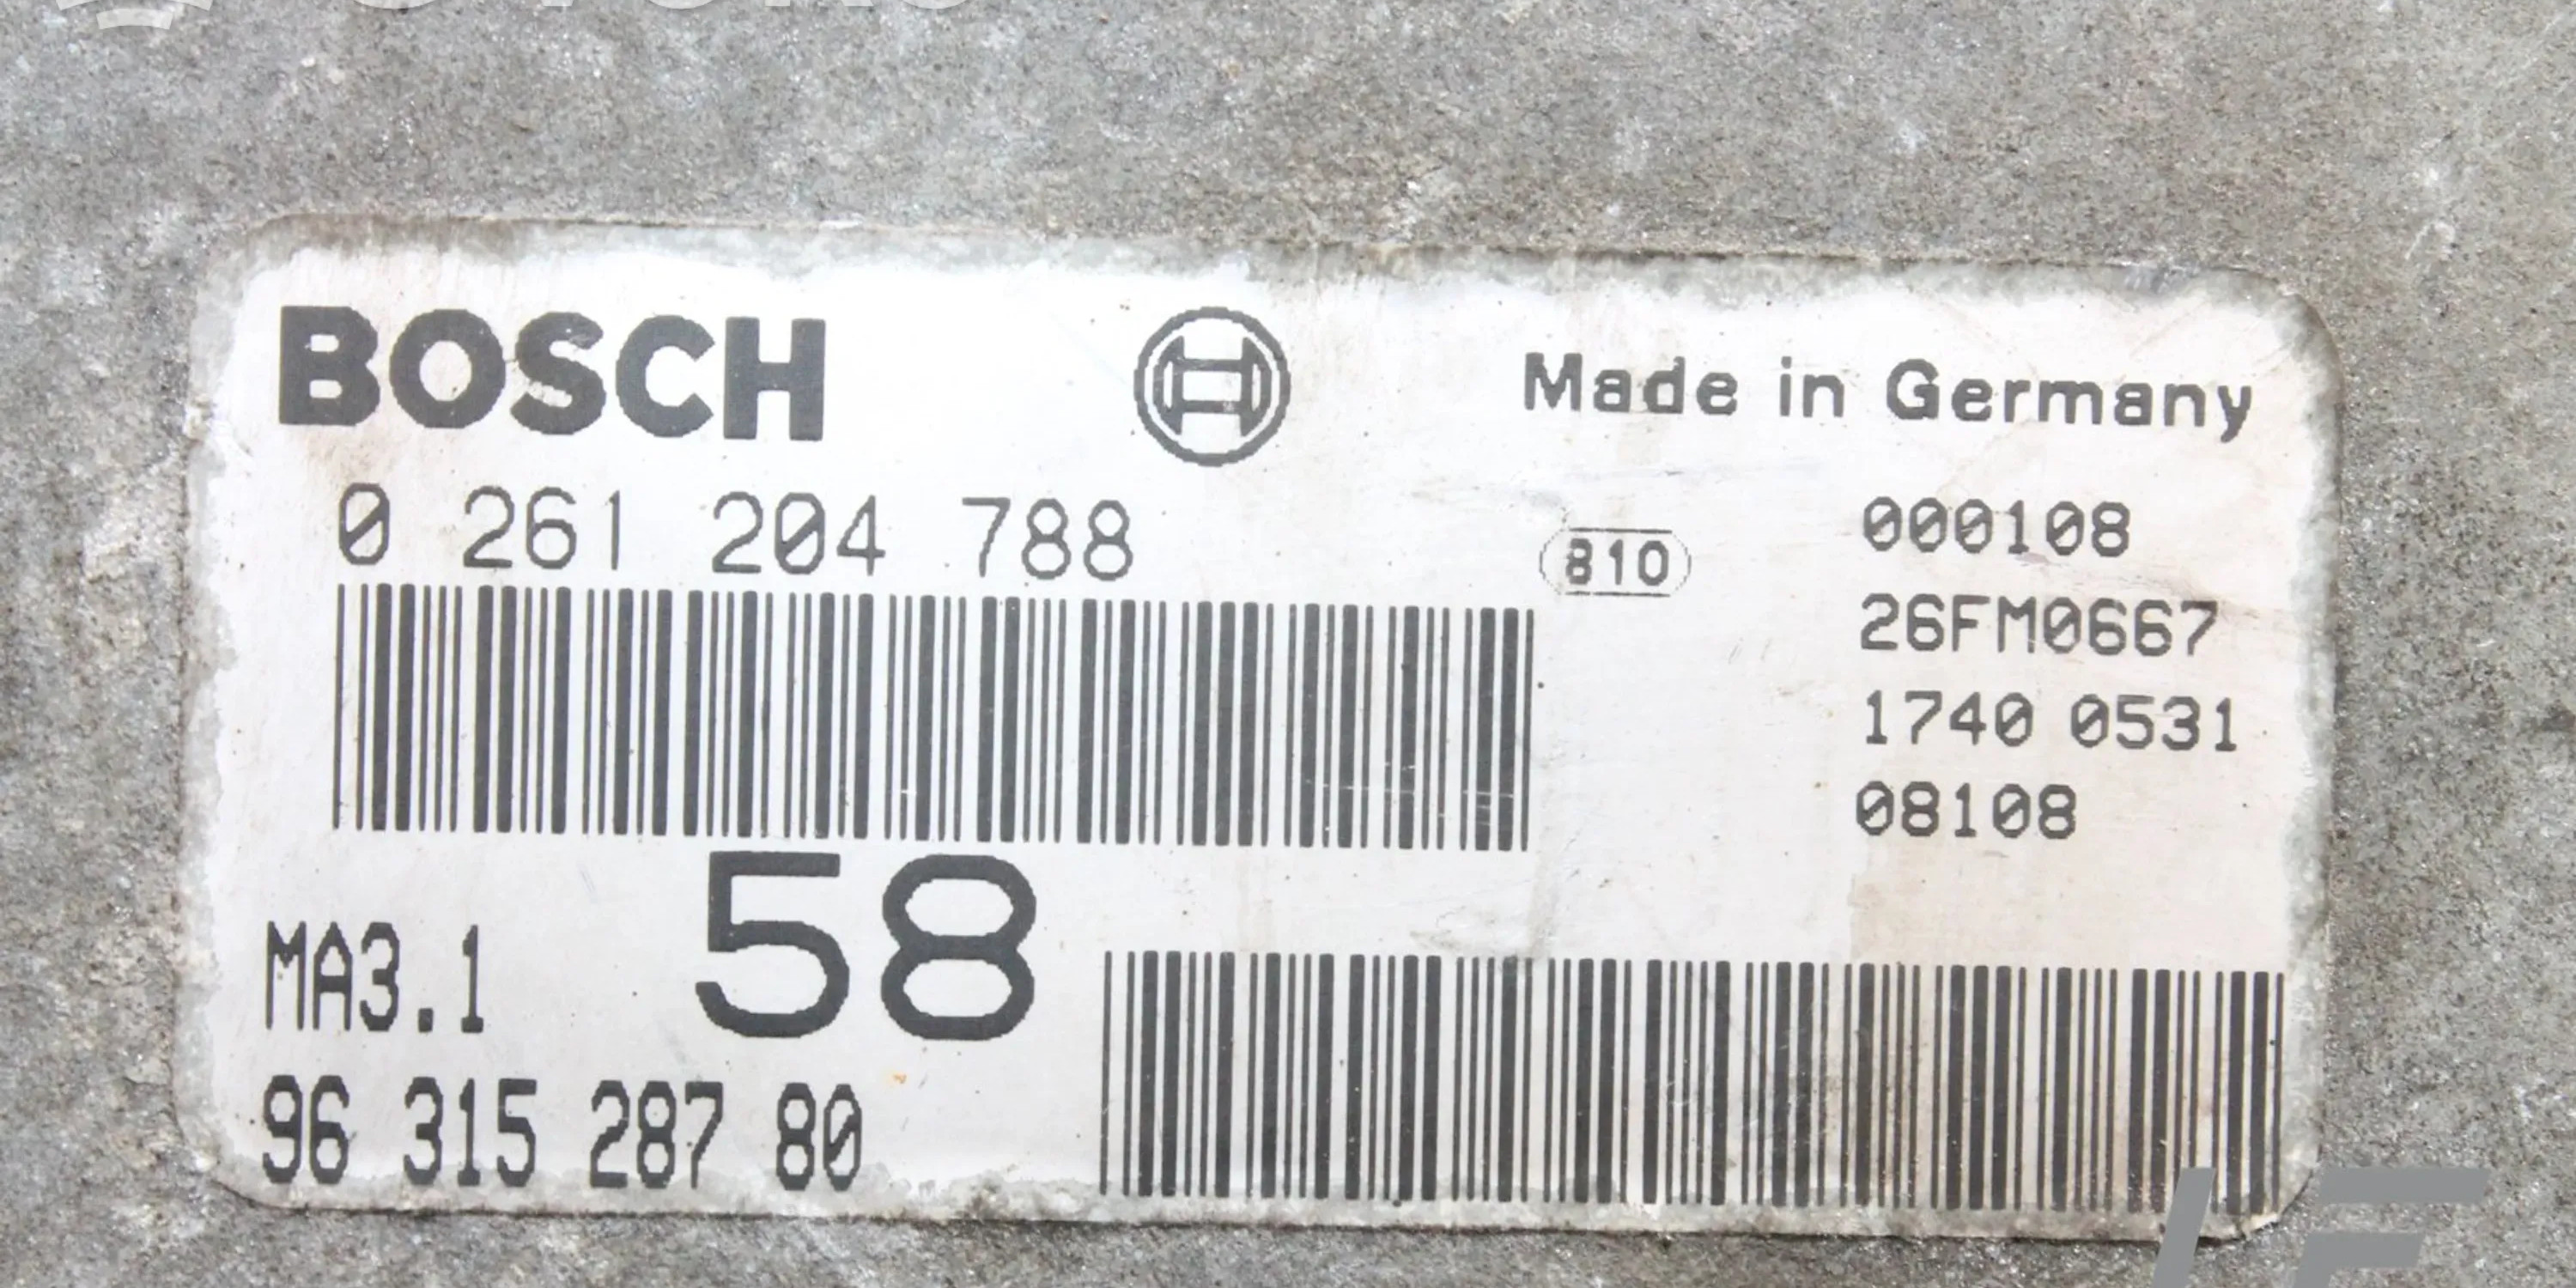 BOSCH
Made in Germany
0 261 204 788
810
000108
26FM0667
1740 0531
08108
58
MA3.1
96 315 287 80